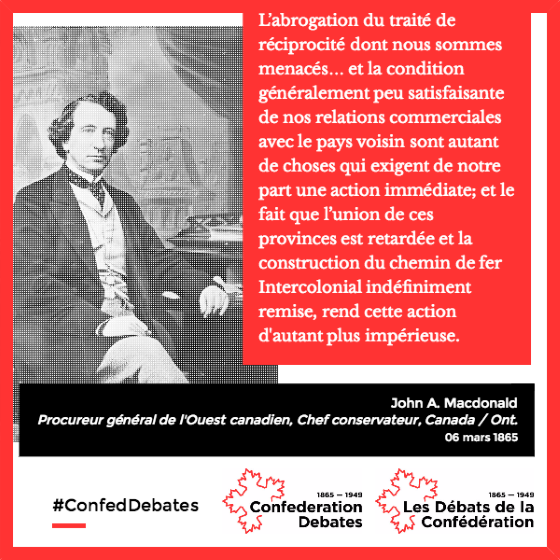 L’abrogation du traité de
réciprocité dont nous sommes
menacés... et la condition
généralement peu satisfaisante
de nos relations commerciales
avec le pays voisin sont autant
de choses qui exigent de notre
part une action immédiate; et le
fait que l’union de ces
provinces est retardée et la
construction du chemin de fer
Intercolonial indéfiniment
remise, rend cette action
d'autant plus impérieuse.
John A. Macdonald
Procureur général de l'Ouest canadien, Chef conservateur, Canada / Ont.
06 mars 1865
#ConfedDebates
1865 — 1949
Confederation
Debates
1865 — 1949
Les Débats de la
Confédération